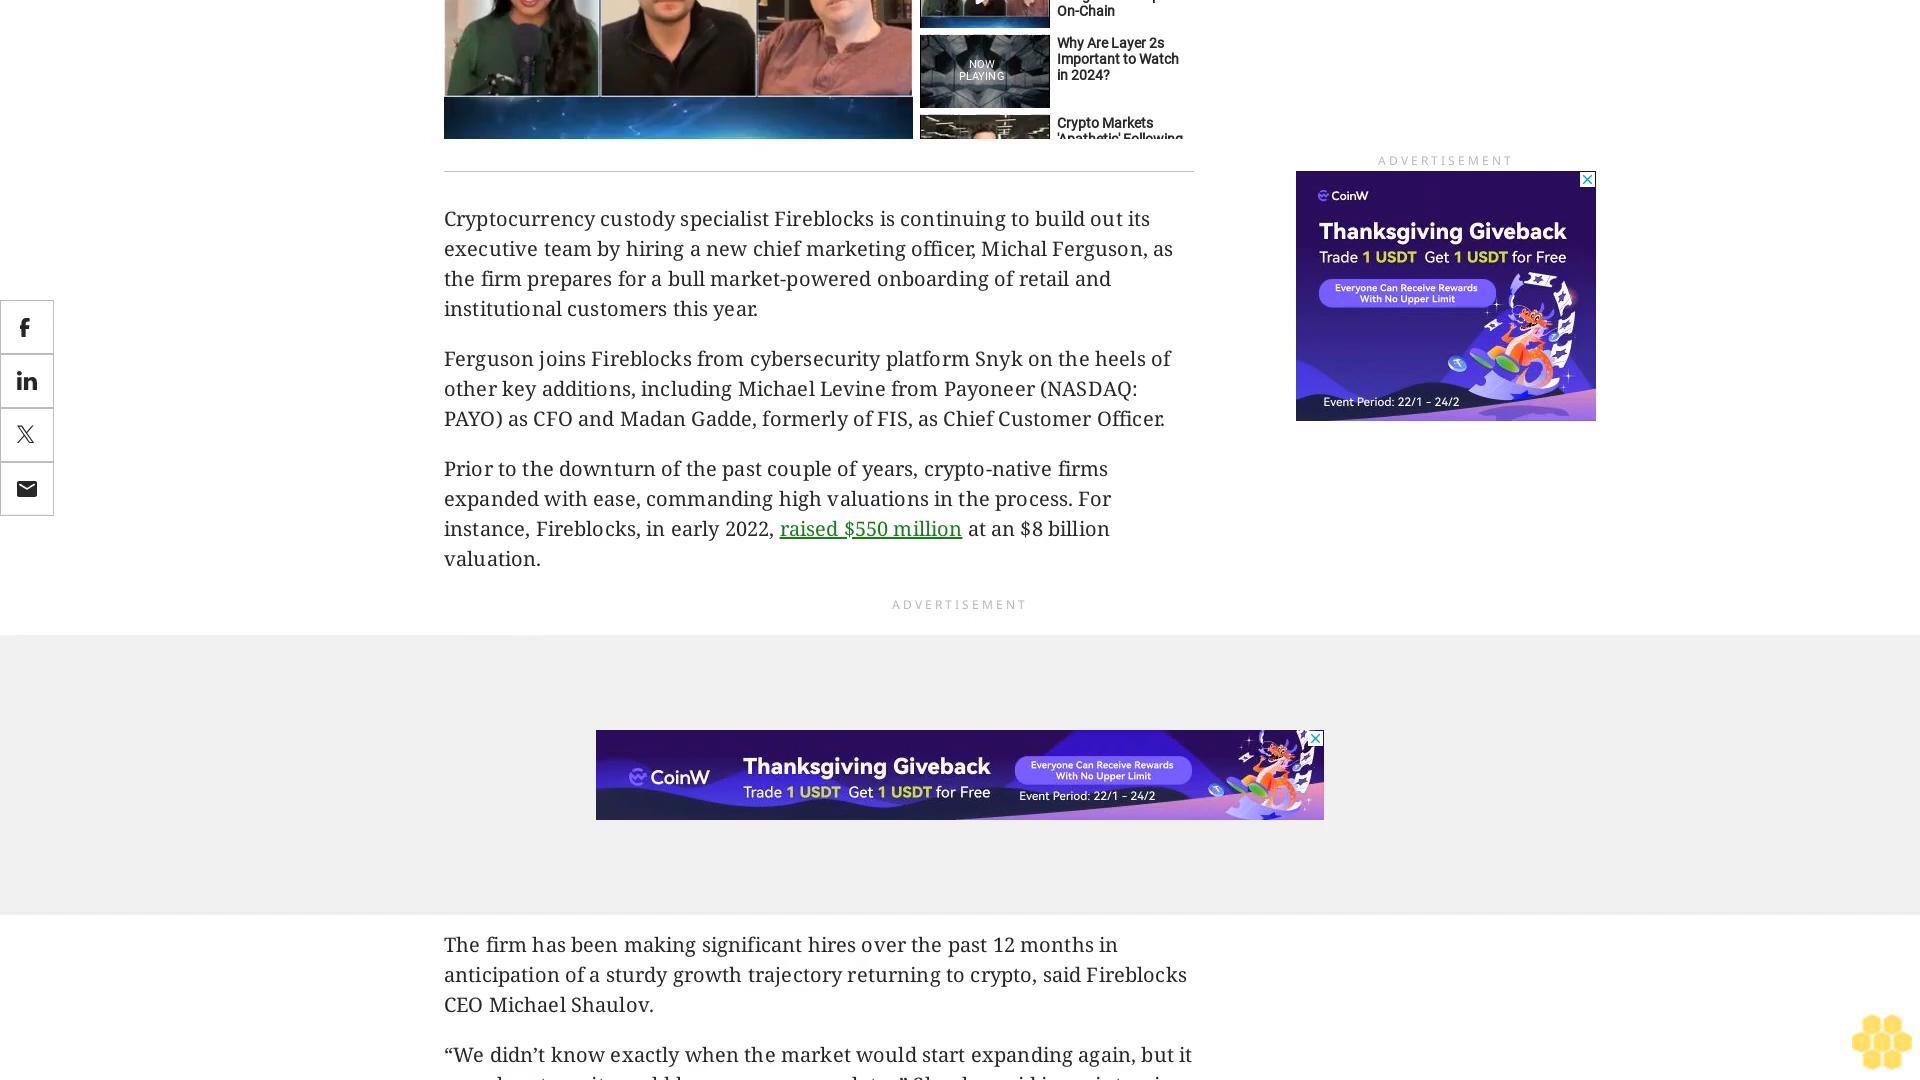 On-Chain
Why Are Layer 2s
Important to Watch
in 2024?
NOW
PLAYING
Crypto Markets
'Apathetic' Following
ADVERTISEMENT
CoinW
Thanksgiving Giveback
Trade 1 USDT Get 1 USDT for Free
Everyone Can Receive Rewards
With No Upper Limit
Event Period: 22/1 - 24/2
Cryptocurrency custody specialist Fireblocks is continuing to build out its
executive team by hiring a new chief marketing officer, Michal Ferguson, as
the firm prepares for a bull market-powered onboarding of retail and
institutional customers this year.
Ferguson joins Fireblocks from cybersecurity platform Snyk on the heels of
other key additions, including Michael Levine from Payoneer (NASDAQ:
PAYO) as CFO and Madan Gadde, formerly of FIS, as Chief Customer Officer.
Prior to the downturn of the past couple of years, crypto-native firms
expanded with ease, commanding high valuations in the process. For
instance, Fireblocks, in early 2022, raised $550 million at an $8 billion
valuation.
ADVERTISEMENT
CoinW
Thanksgiving Giveback
Trade 1 USDT Get 1 USDT for Free
Everyone Can Receive Rewards
With No Upper Limit
Event Period: 22/1 - 24/2
The firm has been making significant hires over the past 12 months in
anticipation of a sturdy growth trajectory returning to crypto, said Fireblocks
CEO Michael Shaulov.
“We didn’t know exactly when the market would start expanding again, but it